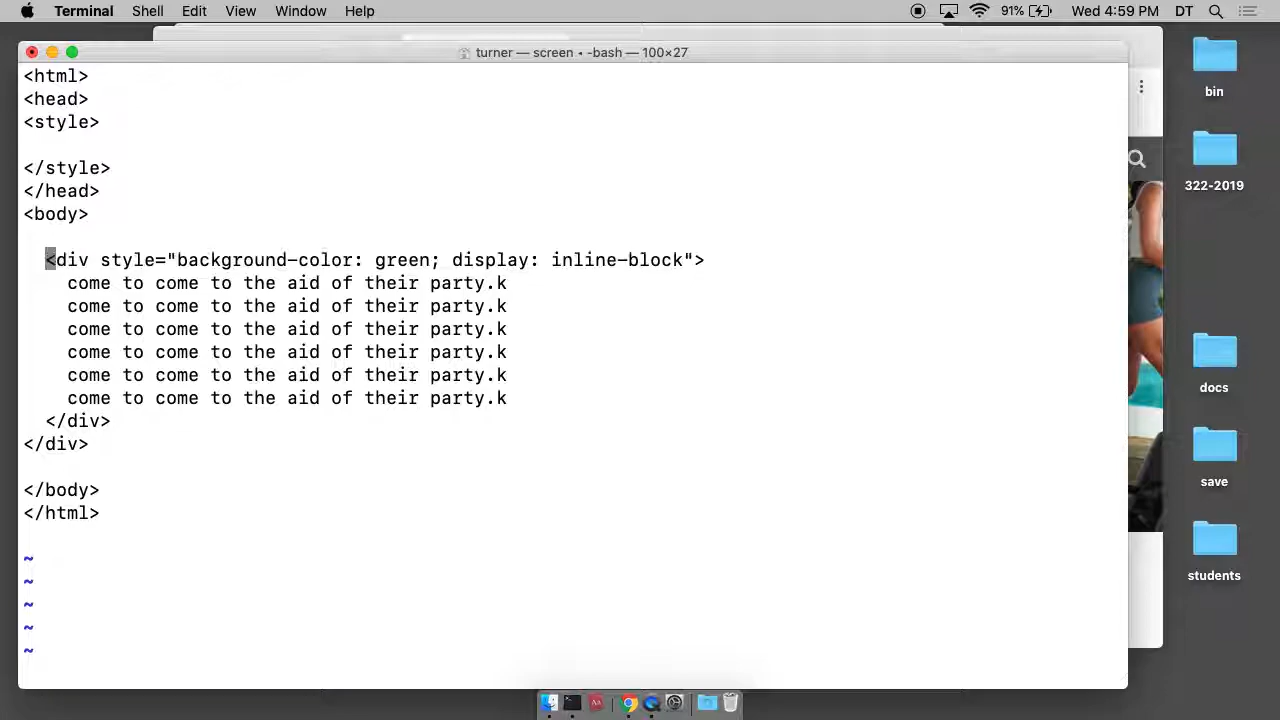 Terminal Shell Edit View Window Help 91% Wed 4:59 PM DT
turner — screen • -bash — 100×27
<html>
<head>
<style>
</style>
</head>
<body>
<div style="background-color: green; display: inline-block">
come to come to the aid of their party.k
come to come to the aid of their party.k
come to come to the aid of their party.k
come to come to the aid of their party.k
come to come to the aid of their party.k
come to come to the aid of their party.k
</div>
</div>
</body>
</html>
~
~
~
~
~
bin
322-2019
docs
save
students